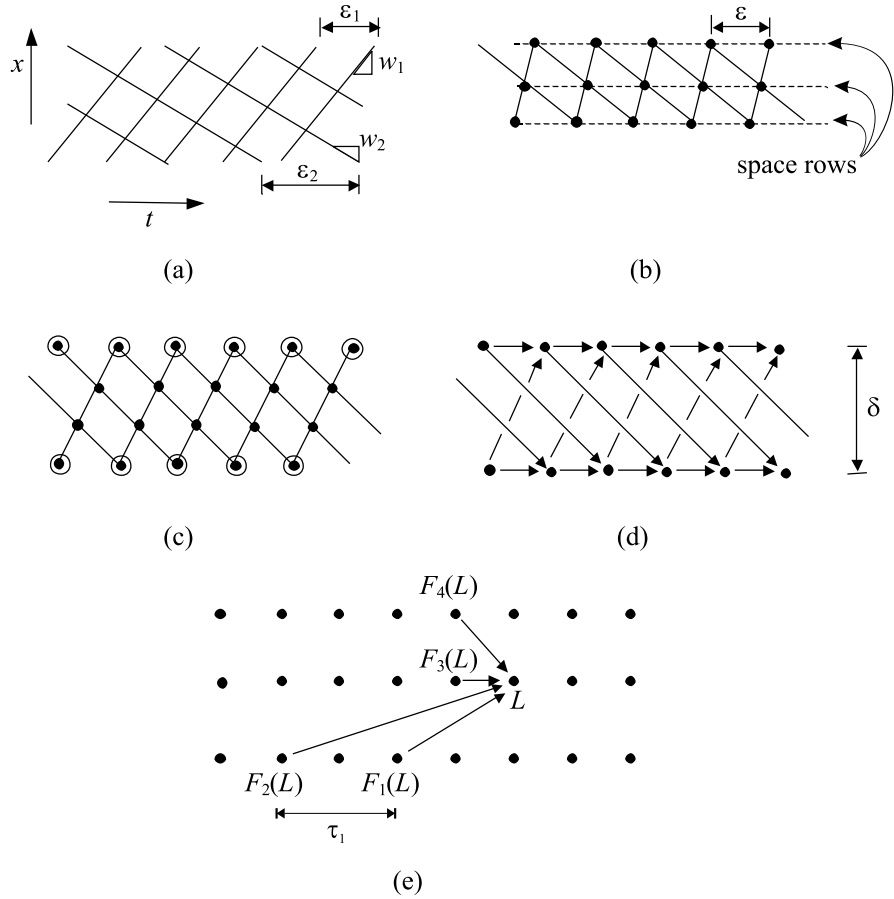 ε1
x
w1
w2
ε2
t
(a)
ε
space rows
(b)
(c)
δ
(d)
F4(L)
F3(L)
L
F2(L)
F1(L)
τ1
(e)